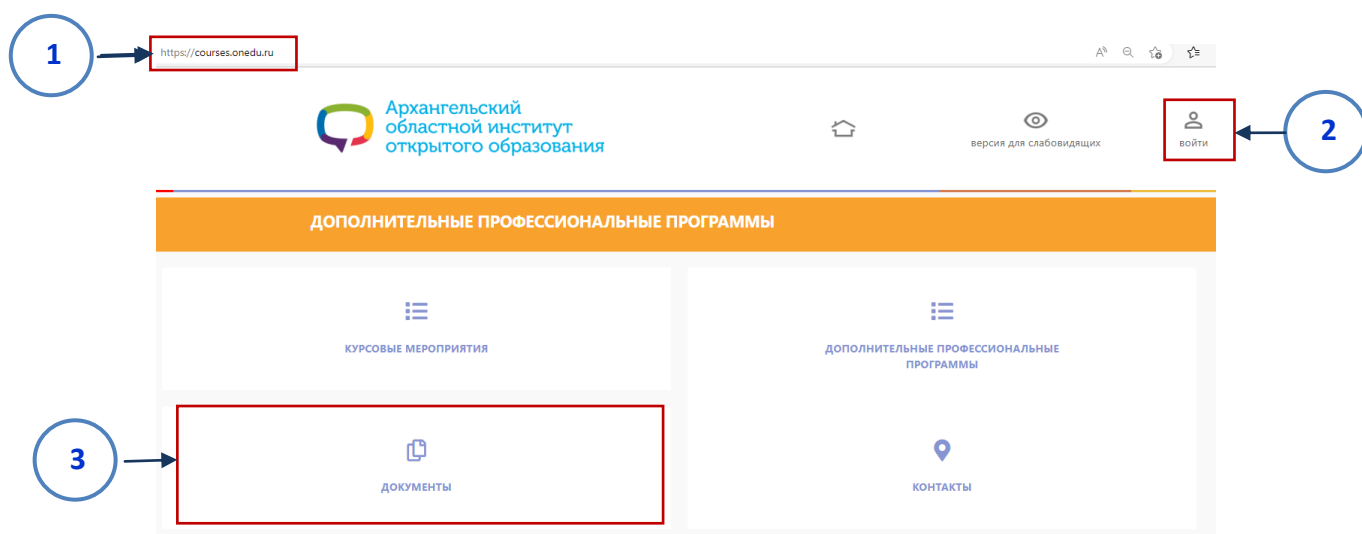 1
https://courses.onedu.ru
Архангельский
областной институт
открытого образования
версия для слабовидящих
войти
2
ДОПОЛНИТЕЛЬНЫЕ ПРОФЕССИОНАЛЬНЫЕ ПРОГРАММЫ
КУРСОВЫЕ МЕРОПРИЯТИЯ
ДОПОЛНИТЕЛЬНЫЕ ПРОФЕССИОНАЛЬНЫЕ
ПРОГРАММЫ
3
ДОКУМЕНТЫ
КОНТАКТЫ